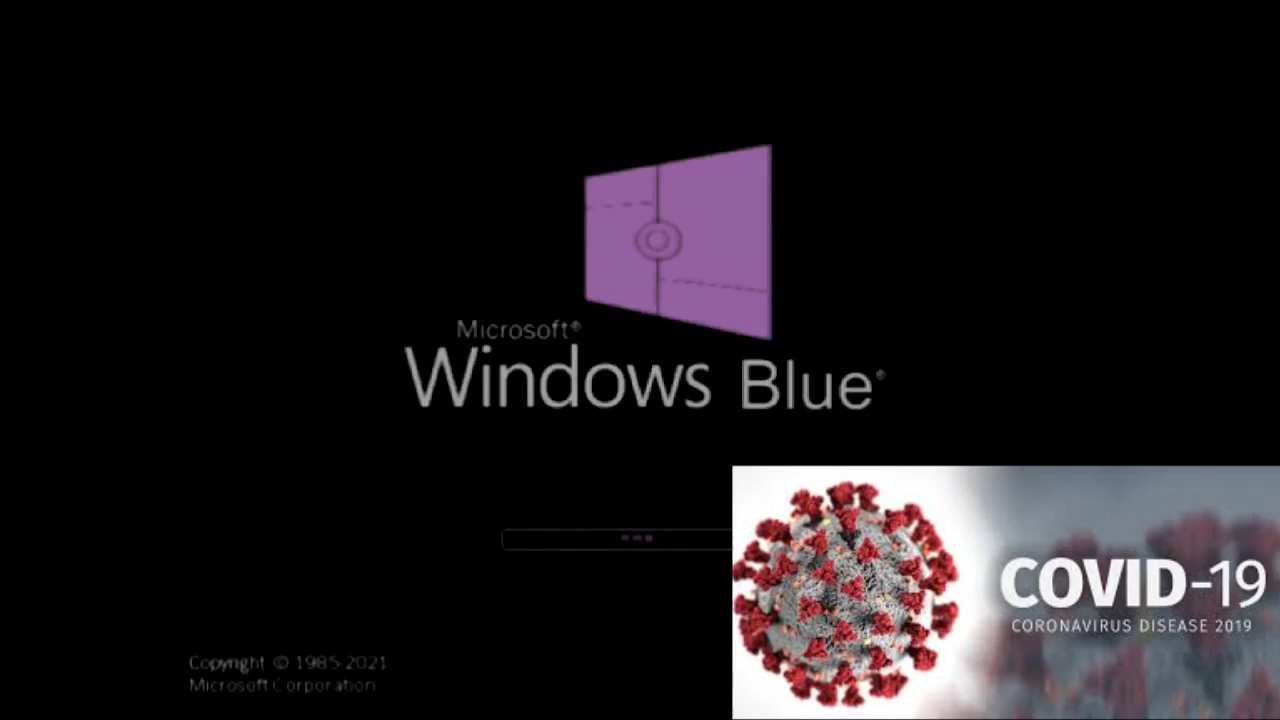 Microsoft®
Windows Blue
COVID-19
CORONAVIRUS DISEASE 2019
Copyright © 1985-2021
Microsoft Corporation